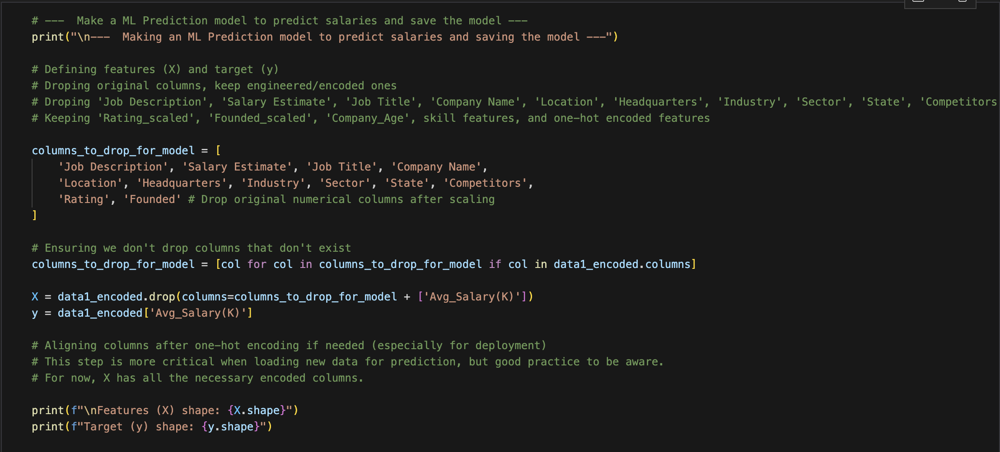 # ---  Make a ML Prediction model to predict salaries and save the model ---
print("\n---  Making an ML Prediction model to predict salaries and saving the model ---")
# Defining features (X) and target (y)
# Droping original columns, keep engineered/encoded ones
# Droping 'Job Description', 'Salary Estimate', 'Job Title', 'Company Name', 'Location', 'Headquarters', 'Industry', 'Sector', 'State', 'Competitors
# Keeping 'Rating_scaled', 'Founded_scaled', 'Company_Age', skill features, and one-hot encoded features
columns_to_drop_for_model = [
    'Job Description', 'Salary Estimate', 'Job Title', 'Company Name',
    'Location', 'Headquarters', 'Industry', 'Sector', 'State', 'Competitors',
    'Rating', 'Founded' # Drop original numerical columns after scaling
]
# Ensuring we don't drop columns that don't exist
columns_to_drop_for_model = [col for col in columns_to_drop_for_model if col in data1_encoded.columns]
X = data1_encoded.drop(columns=columns_to_drop_for_model + ['Avg_Salary(K)'])
y = data1_encoded['Avg_Salary(K)']
# Aligning columns after one-hot encoding if needed (especially for deployment)
# This step is more critical when loading new data for prediction, but good practice to be aware.
# For now, X has all the necessary encoded columns.
print(f"\nFeatures (X) shape: {X.shape}")
print(f"Target (y) shape: {y.shape}")